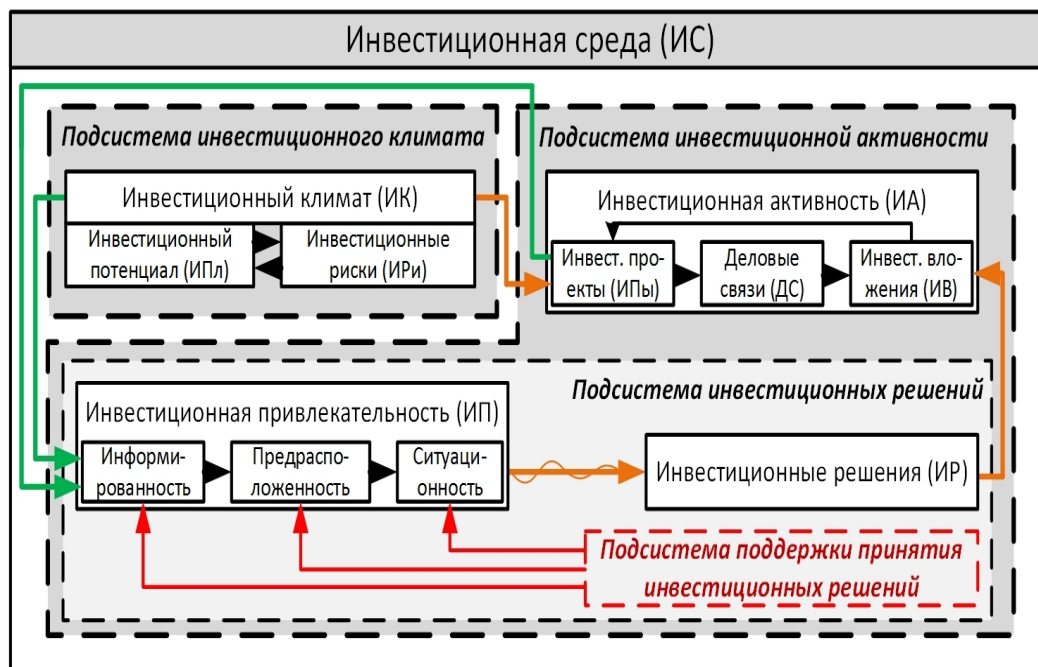 Инвестиционная среда (ИС)
Подсистема инвестиционного климата
Инвестиционный климат (ИК)
Инвестиционный
потенциал (ИПл)
Инвестиционные
риски (ИРи)
Подсистема инвестиционной активности
Инвестиционная активность (ИА)
Инвест. про-
екты (ИПы)
Деловые
связи (ДС)
Инвест. вло-
жения (ИВ)
Подсистема инвестиционных решений
Инвестиционная привлекательность (ИП)
Информи-
рованность
Предраспо-
ложенность
Ситуаци-
онность
Инвестиционные решения (ИР)
Подсистема поддержки принятия
инвестиционных решений